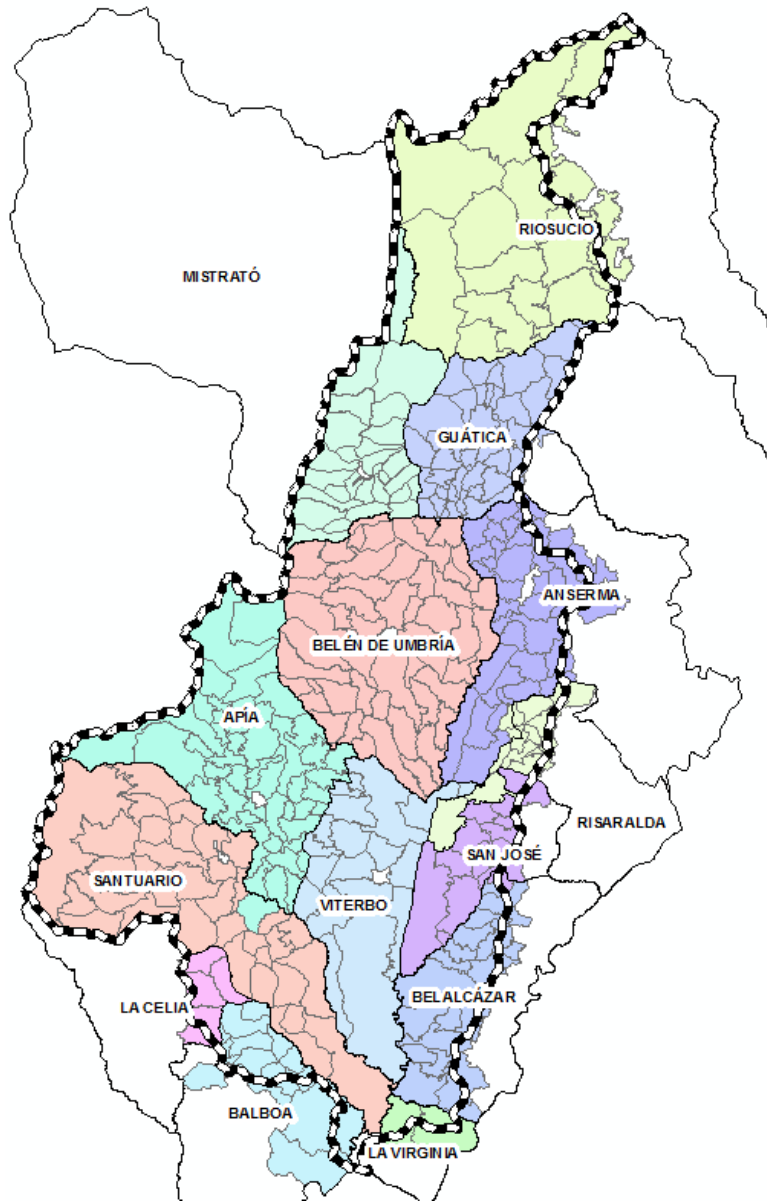 RIOSUCIO
MISTRATÓ
GUÁTICA
ANSERMA
BELÉN DE UMBRÍA
APÍA
RISARALDA
SAN JOSÉ
SANTUARIO
VITERBO
BELALCÁZAR
LA CELIA
BALBOA
LA VIRGINIA